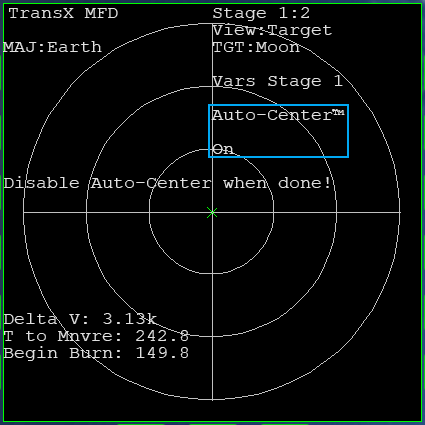 TransX MFD
Stage 1:2
View:Target
MAJ:Earth
TGT:Moon
Vars Stage 1
Auto-Center™
On
Disable Auto-Center when done!
Delta V: 3.13k
T to Mnvre: 242.8
Begin Burn: 149.8